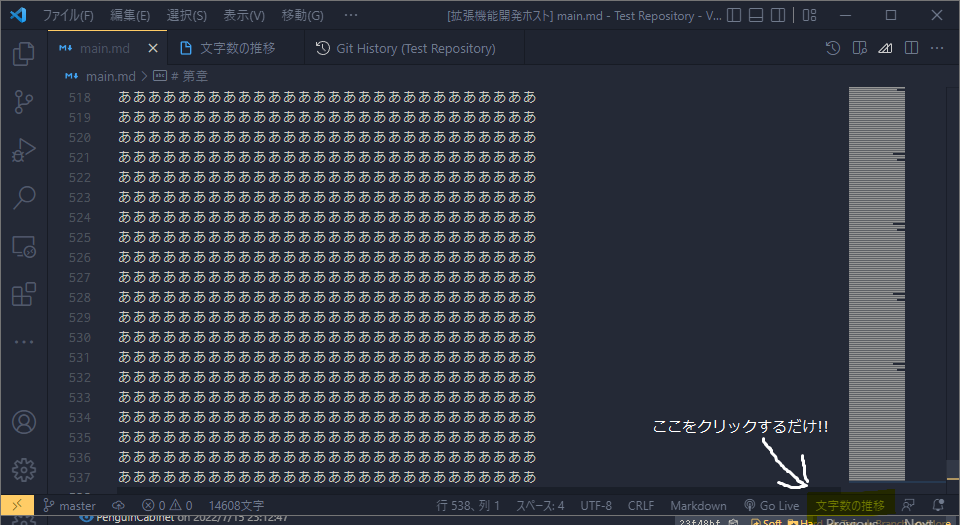 ファイル(F) 編集(E) 選択(S) 表示(V) 移動(G) ··· [拡張機能開発ホスト] main.md - Test Repository - V...
main.md 文字数の推移 Git History (Test Repository)
main.md > # 第章
518 ああああああああああああああああああああああああああああ
519 ああああああああああああああああああああああああああああ
520 ああああああああああああああああああああああああああああ
521 ああああああああああああああああああああああああああああ
522 ああああああああああああああああああああああああああああ
523 ああああああああああああああああああああああああああああ
524 ああああああああああああああああああああああああああああ
525 ああああああああああああああああああああああああああああ
526 ああああああああああああああああああああああああああああ
527 ああああああああああああああああああああああああああああ
528 ああああああああああああああああああああああああああああ
529 ああああああああああああああああああああああああああああ
530 ああああああああああああああああああああああああああああ
531 ああああああああああああああああああああああああああああ
532 ああああああああああああああああああああああああああああ
533 ああああああああああああああああああああああああああああ
534 ああああああああああああああああああああああああああああ
535 ああああああああああああああああああああああああああああ
536 ああああああああああああああああああああああああああああ
537 ああああああああああああああああああああああああああああ
ここをクリックするだけ!!
master 0 0 14608文字 行 538、列 1 スペース: 4 UTF-8 CRLF Markdown Go Live 文字数の推移
PenguinCabinet on 2022/7/15 23:12:47 23f48bf Soft